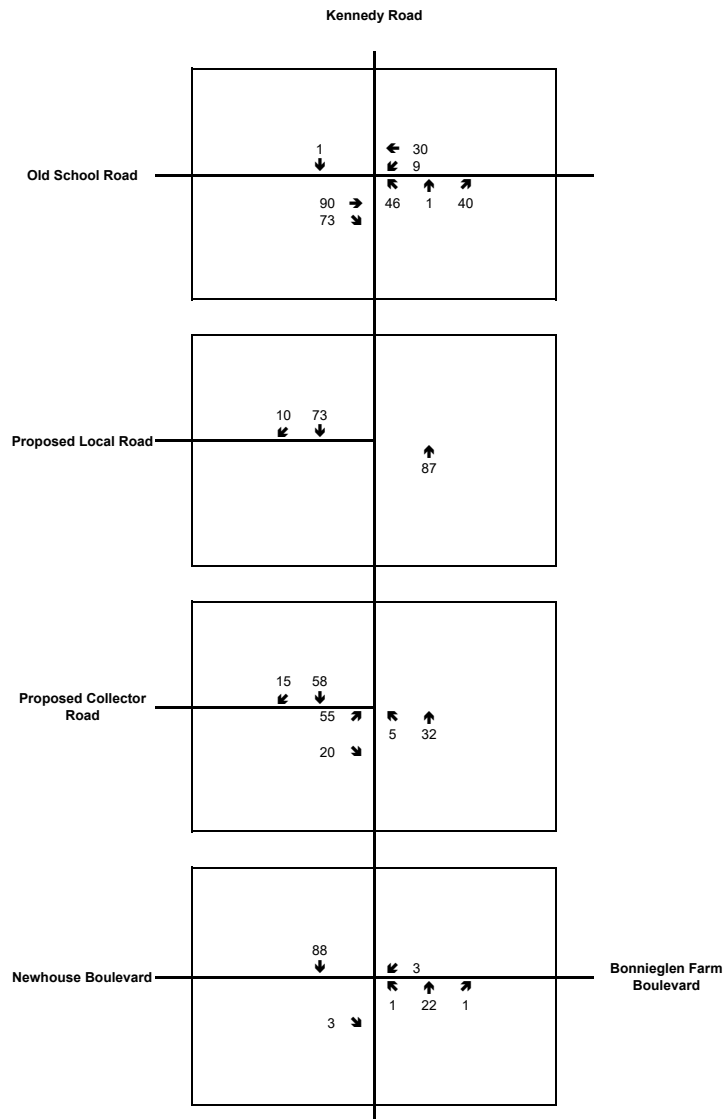 Kennedy Road
1
30
Old School Road
9
90
46 1 40
73
10 73
Proposed Local Road
87
15 58
Proposed Collector
Road
55
5 32
20
88
Newhouse Boulevard
3
Bonnieglen Farm
Boulevard
1 22 1
3